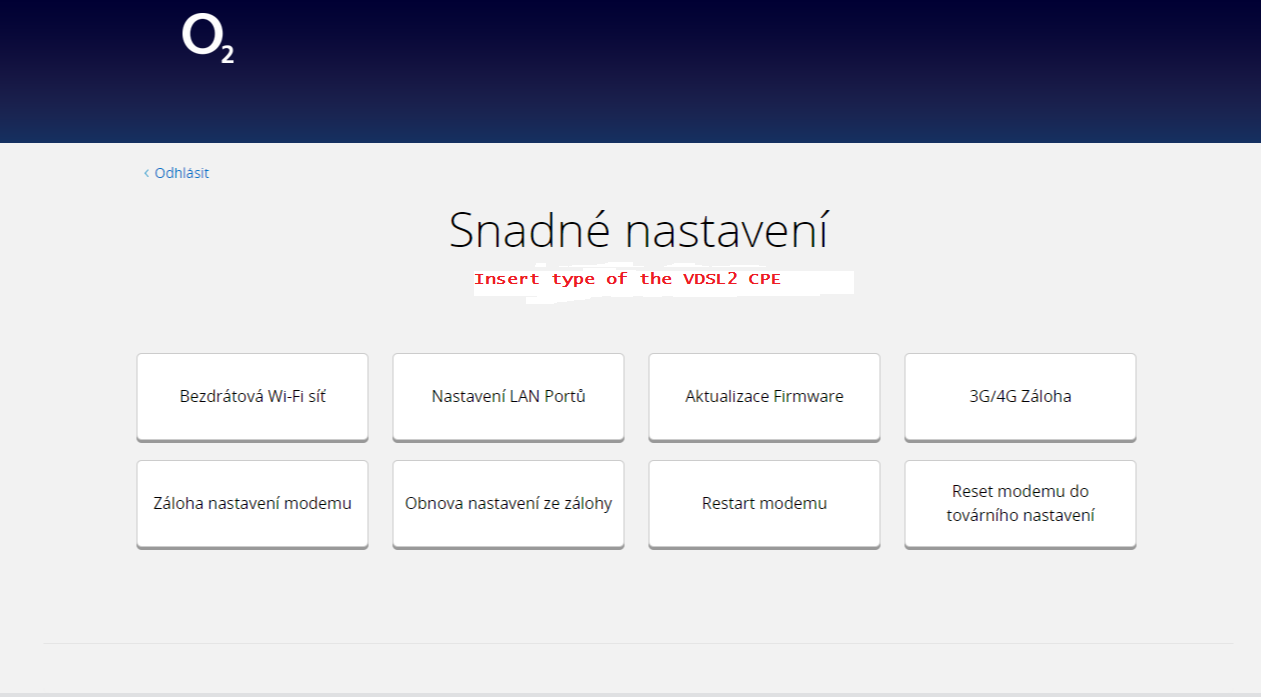 O2
‹ Odhlásit
Snadné nastavení
Insert type of the VDSL2 CPE
Bezdrátová Wi-Fi síť
Nastavení LAN Portů
Aktualizace Firmware
3G/4G Záloha
Záloha nastavení modemu
Obnova nastavení ze zálohy
Restart modemu
Reset modemu do
továrního nastavení